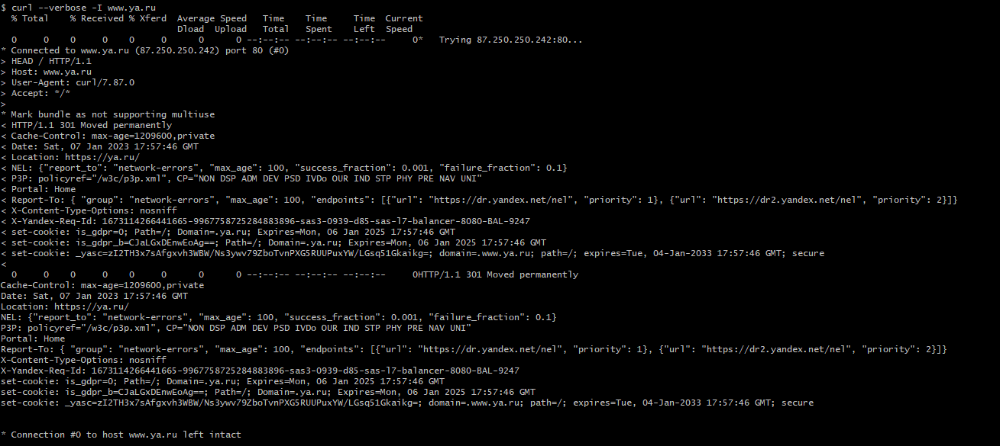 $ curl --verbose -I www.ya.ru
  % Total    % Received % Xferd  Average Speed   Time    Time     Time  Current
                                 Dload  Upload   Total   Spent    Left  Speed
  0     0    0     0    0     0      0      0 --:--:-- --:--:-- --:--:--     0*   Trying 87.250.250.242:80...
* Connected to www.ya.ru (87.250.250.242) port 80 (#0)
> HEAD / HTTP/1.1
> Host: www.ya.ru
> User-Agent: curl/7.87.0
> Accept: */*
>
* Mark bundle as not supporting multiuse
< HTTP/1.1 301 Moved permanently
< Cache-Control: max-age=1209600,private
< Date: Sat, 07 Jan 2023 17:57:46 GMT
< Location: https://ya.ru/
< NEL: {"report_to": "network-errors", "max_age": 100, "success_fraction": 0.001, "failure_fraction": 0.1}
< P3P: policyref="/w3c/p3p.xml", CP="NON DSP ADM DEV PSD IVDo OUR IND STP PHY PRE NAV UNI"
< Portal: Home
< Report-To: { "group": "network-errors", "max_age": 100, "endpoints": [{"url": "https://dr.yandex.net/nel", "priority": 1}, {"url": "https://dr2.yandex.net/nel", "priority": 2}]}
< X-Content-Type-Options: nosniff
< X-Yandex-Req-Id: 1673114266441665-9967758725284883896-sas3-0939-d85-sas-l7-balancer-8080-BAL-9247
< set-cookie: is_gdpr=0; Path=/; Domain=.ya.ru; Expires=Mon, 06 Jan 2025 17:57:46 GMT
< set-cookie: is_gdpr_b=CJaLGxDEnwEoAg==; Path=/; Domain=.ya.ru; Expires=Mon, 06 Jan 2025 17:57:46 GMT
< set-cookie: _yasc=zI2TH3x7sAfgxvh3WBW/Ns3ywv79ZboTvnPXG5RUUPuxYW/LGsq51Gkaikg=; domain=.www.ya.ru; path=/; expires=Tue, 04-Jan-2033 17:57:46 GMT; secure
<
  0     0    0     0    0     0      0      0 --:--:-- --:--:-- --:--:--     0HTTP/1.1 301 Moved permanently
Cache-Control: max-age=1209600,private
Date: Sat, 07 Jan 2023 17:57:46 GMT
Location: https://ya.ru/
NEL: {"report_to": "network-errors", "max_age": 100, "success_fraction": 0.001, "failure_fraction": 0.1}
P3P: policyref="/w3c/p3p.xml", CP="NON DSP ADM DEV PSD IVDo OUR IND STP PHY PRE NAV UNI"
Portal: Home
Report-To: { "group": "network-errors", "max_age": 100, "endpoints": [{"url": "https://dr.yandex.net/nel", "priority": 1}, {"url": "https://dr2.yandex.net/nel", "priority": 2}]}
X-Content-Type-Options: nosniff
X-Yandex-Req-Id: 1673114266441665-9967758725284883896-sas3-0939-d85-sas-l7-balancer-8080-BAL-9247
set-cookie: is_gdpr=0; Path=/; Domain=.ya.ru; Expires=Mon, 06 Jan 2025 17:57:46 GMT
set-cookie: is_gdpr_b=CJaLGxDEnwEoAg==; Path=/; Domain=.ya.ru; Expires=Mon, 06 Jan 2025 17:57:46 GMT
set-cookie: _yasc=zI2TH3x7sAfgxvh3WBW/Ns3ywv79ZboTvnPXG5RUUPuxYW/LGsq51Gkaikg=; domain=.www.ya.ru; path=/; expires=Tue, 04-Jan-2033 17:57:46 GMT; secure
* Connection #0 to host www.ya.ru left intact